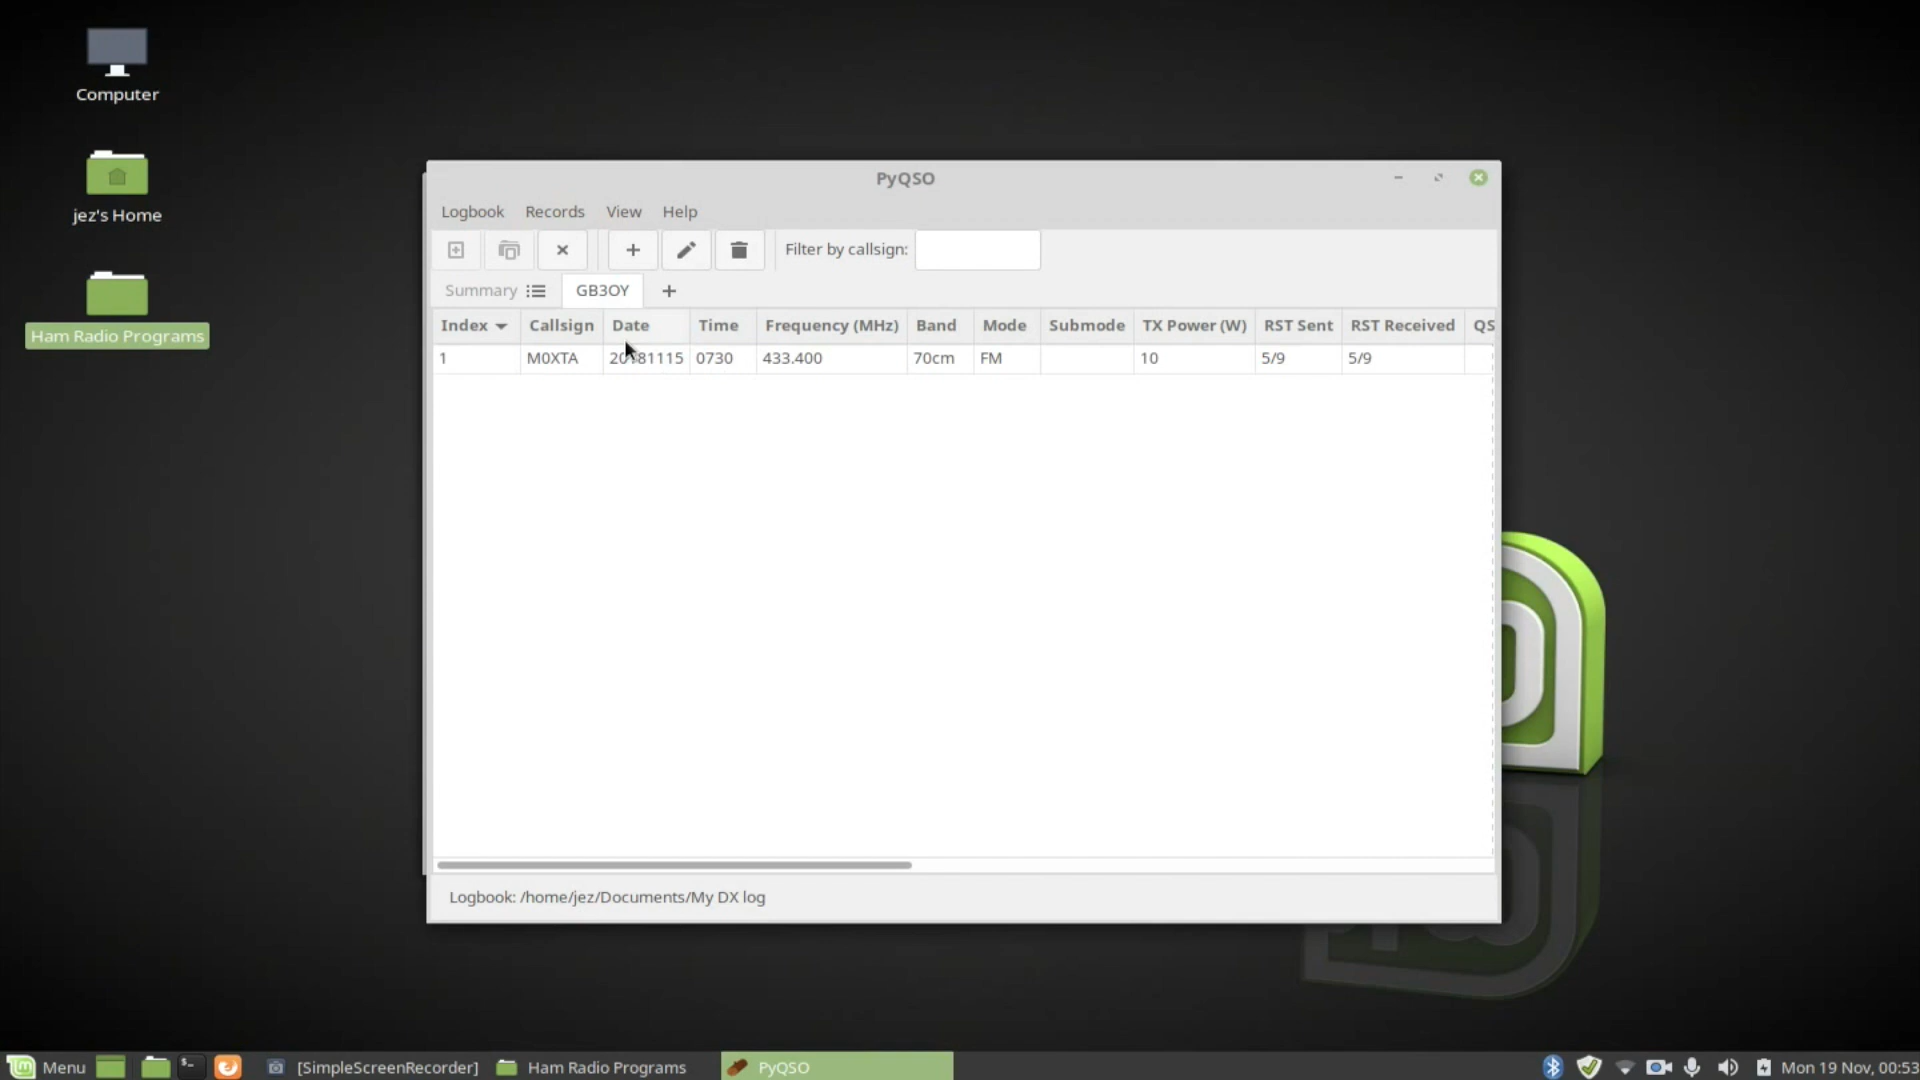 Computer
jez's Home
Ham Radio Programs
PyQSO
Logbook Records View Help
Filter by callsign:
Summary GB3OY
Index Callsign Date Time Frequency (MHz) Band Mode Submode TX Power (W) RST Sent RST Received QS
1 M0XTA 20181115 0730 433.400 70cm FM 10 5/9 5/9
Logbook: /home/jez/Documents/My DX log
Menu [SimpleScreenRecorder] Ham Radio Programs PyQSO Mon 19 Nov, 00:53